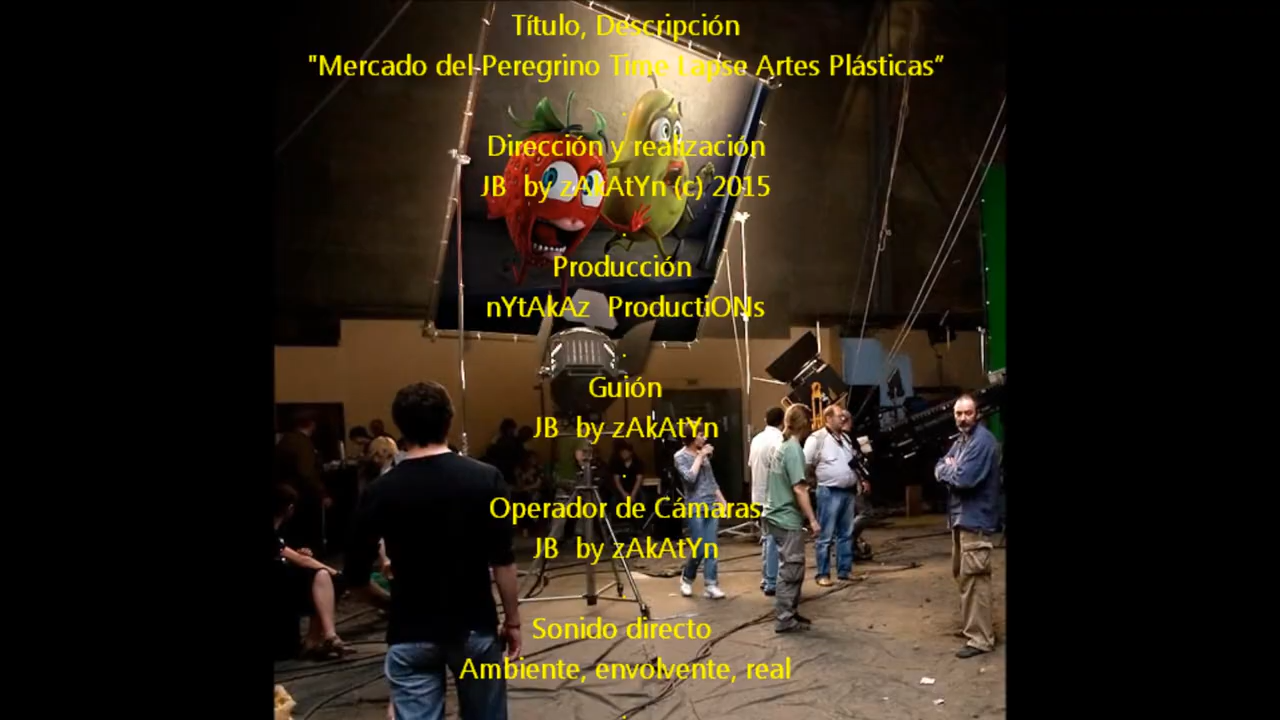 Título, Descripción
"Mercado del Peregrino Time Lapse Artes Plásticas”
.
Dirección y realización
JB by zAkAtYn (c) 2015
.
Producción
nYtAkAz ProductiONs
.
Guión
JB by zAkAtYn
.
Operador de Cámaras
JB by zAkAtYn
.
Sonido directo
Ambiente, envolvente, real
.